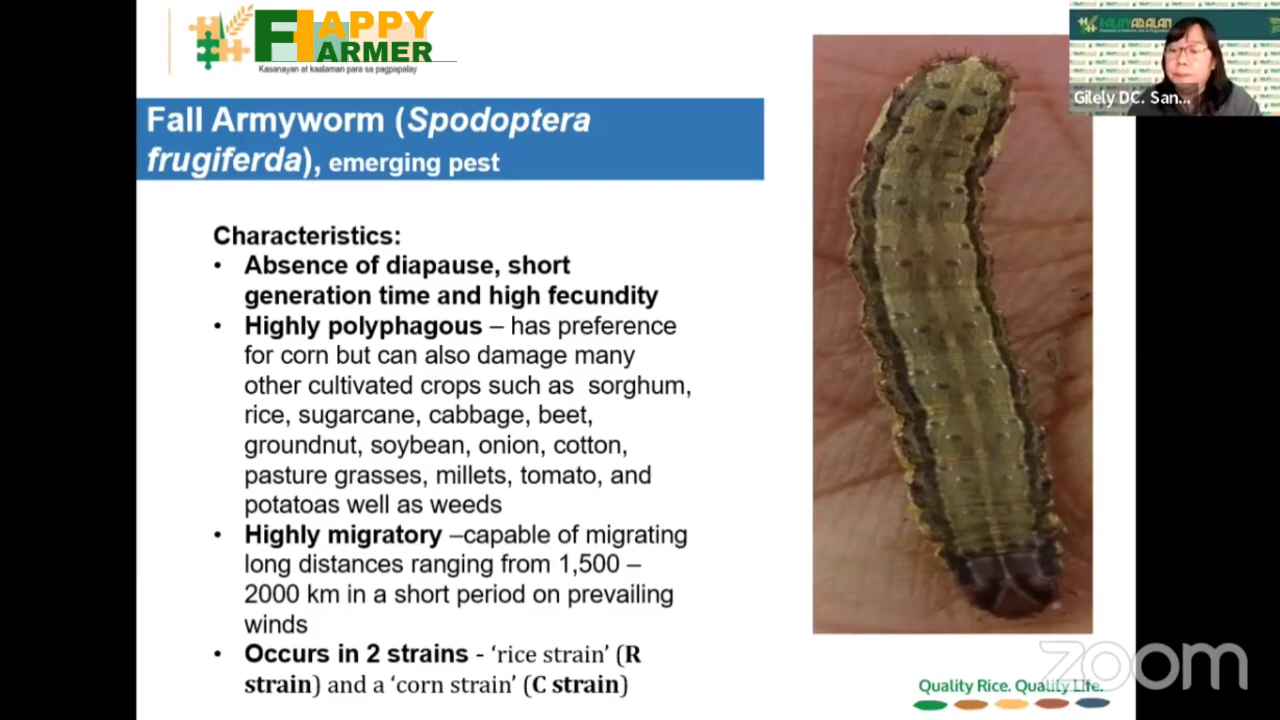 HAPPY
FARMER
Kasanayan at kaalaman para sa pagpapalay
PALAYARALAN
Gilely DC. San...
Fall Armyworm (Spodoptera
frugiferda), emerging pest
Characteristics:
• Absence of diapause, short
generation time and high fecundity
• Highly polyphagous – has preference
for corn but can also damage many
other cultivated crops such as sorghum,
rice, sugarcane, cabbage, beet,
groundnut, soybean, onion, cotton,
pasture grasses, millets, tomato, and
potatoas well as weeds
• Highly migratory –capable of migrating
long distances ranging from 1,500 –
2000 km in a short period on prevailing
winds
• Occurs in 2 strains - ‘rice strain’ (R
strain) and a ‘corn strain’ (C strain)
Quality Rice. Quality Life.
zoom